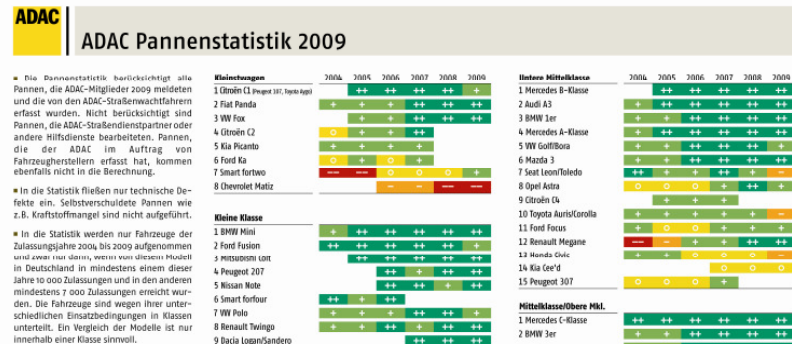 ADAC
ADAC Pannenstatistik 2009
▪ Die Pannenstatistik berücksichtigt alle
Pannen, die ADAC-Mitglieder 2009 meldeten
und die von den ADAC-Straßenwachtfahrern
erfasst wurden. Nicht berücksichtigt sind
Pannen, die ADAC-Straßendienstpartner oder
andere Hilfsdienste bearbeiteten. Pannen,
die der ADAC im Auftrag von
Fahrzeugherstellern erfasst hat, kommen
ebenfalls nicht in die Berechnung.
▪ In die Statistik fließen nur technische De-
fekte ein. Selbstverschuldete Pannen wie
z.B. Kraftstoffmangel sind nicht aufgeführt.
▪ In die Statistik werden nur Fahrzeuge der
Zulassungsjahre 2004 bis 2009 aufgenommen
und zwar nur dann, wenn von diesem Modell
in Deutschland in mindestens einem dieser
Jahre 10 000 Zulassungen und in den anderen
mindestens 7 000 Zulassungen erreicht wur-
den. Die Fahrzeuge sind wegen ihrer unter-
schiedlichen Einsatzbedingungen in Klassen
unterteilt. Ein Vergleich der Modelle ist nur
innerhalb einer Klasse sinnvoll.
Kleinstwagen 2004 2005 2006 2007 2008 2009
1 Citroën C1 (Peugeot 107, Toyota Aygo) ++ ++ ++ ++ +
2 Fiat Panda + + + ++ ++ ++
3 VW Fox + + ++ ++ ++
4 Citroën C2 o + + ++
5 Kia Picanto + + + +
6 Ford Ka o + o +
7 Smart fortwo -- -- o o o +
8 Chevrolet Matiz - - -- --
Kleine Klasse
1 BMW Mini + ++ ++ ++ ++ ++
2 Ford Fusion ++ ++ ++ ++ ++ +
3 Mitsubishi Colt ++ ++ ++ ++ ++
4 Peugeot 207 ++ + ++ ++
5 Nissan Note ++ ++ + ++
6 Smart forfour ++ + ++
7 VW Polo + + + ++ ++ +
8 Renault Twingo + + ++ + ++ ++
9 Dacia Logan/Sandero ++ ++ ++
Untere Mittelklasse 2004 2005 2006 2007 2008 2009
1 Mercedes B-Klasse ++ ++ ++ ++ ++
2 Audi A3 + ++ ++ ++ ++ ++
3 BMW 1er + + ++ ++ ++ ++
4 Mercedes A-Klasse + ++ ++ ++ ++ ++
5 VW Golf/Bora + + ++ ++ ++ +
6 Mazda 3 + + ++ ++ ++ ++
7 Seat Leon/Toledo ++ + + ++ + -
8 Opel Astra o o o + ++ +
9 Citroën C4 + + +
10 Toyota Auris/Corolla + + + + + -
11 Ford Focus + o o + + +
12 Renault Megane -- - + + ++ ++
13 Honda Civic + + o o o -
14 Kia Cee'd o o o
15 Peugeot 307 o o o +
Mittelklasse/Obere Mkl.
1 Mercedes C-Klasse ++ ++ ++ ++ ++ ++
2 BMW 3er + + ++ ++ ++ ++